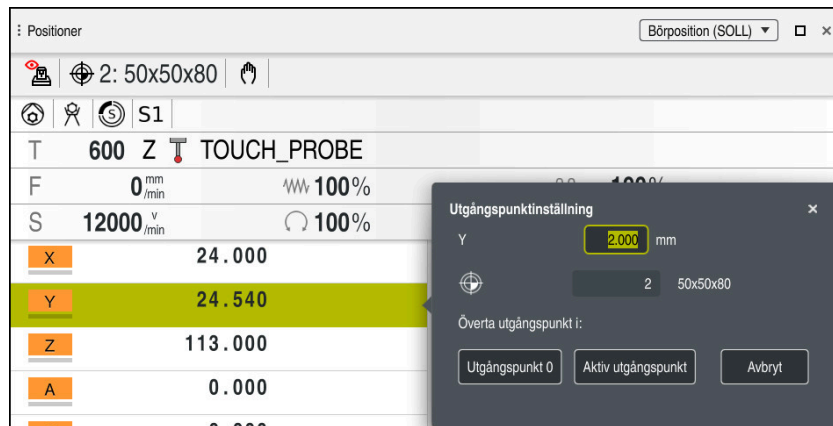 Positioner
Börposition (SOLL)
2: 50x50x80
S S1
T 600 Z TOUCH_PROBE
F 0 mm/min 100% 100%
S 12000 v/min 100%
X 24.000
Y 24.540
Z 113.000
A 0.000
Utgångspunktinställning
Y 2.000 mm
2 50x50x80
Överta utgångspunkt i:
Utgångspunkt 0 Aktiv utgångspunkt Avbryt